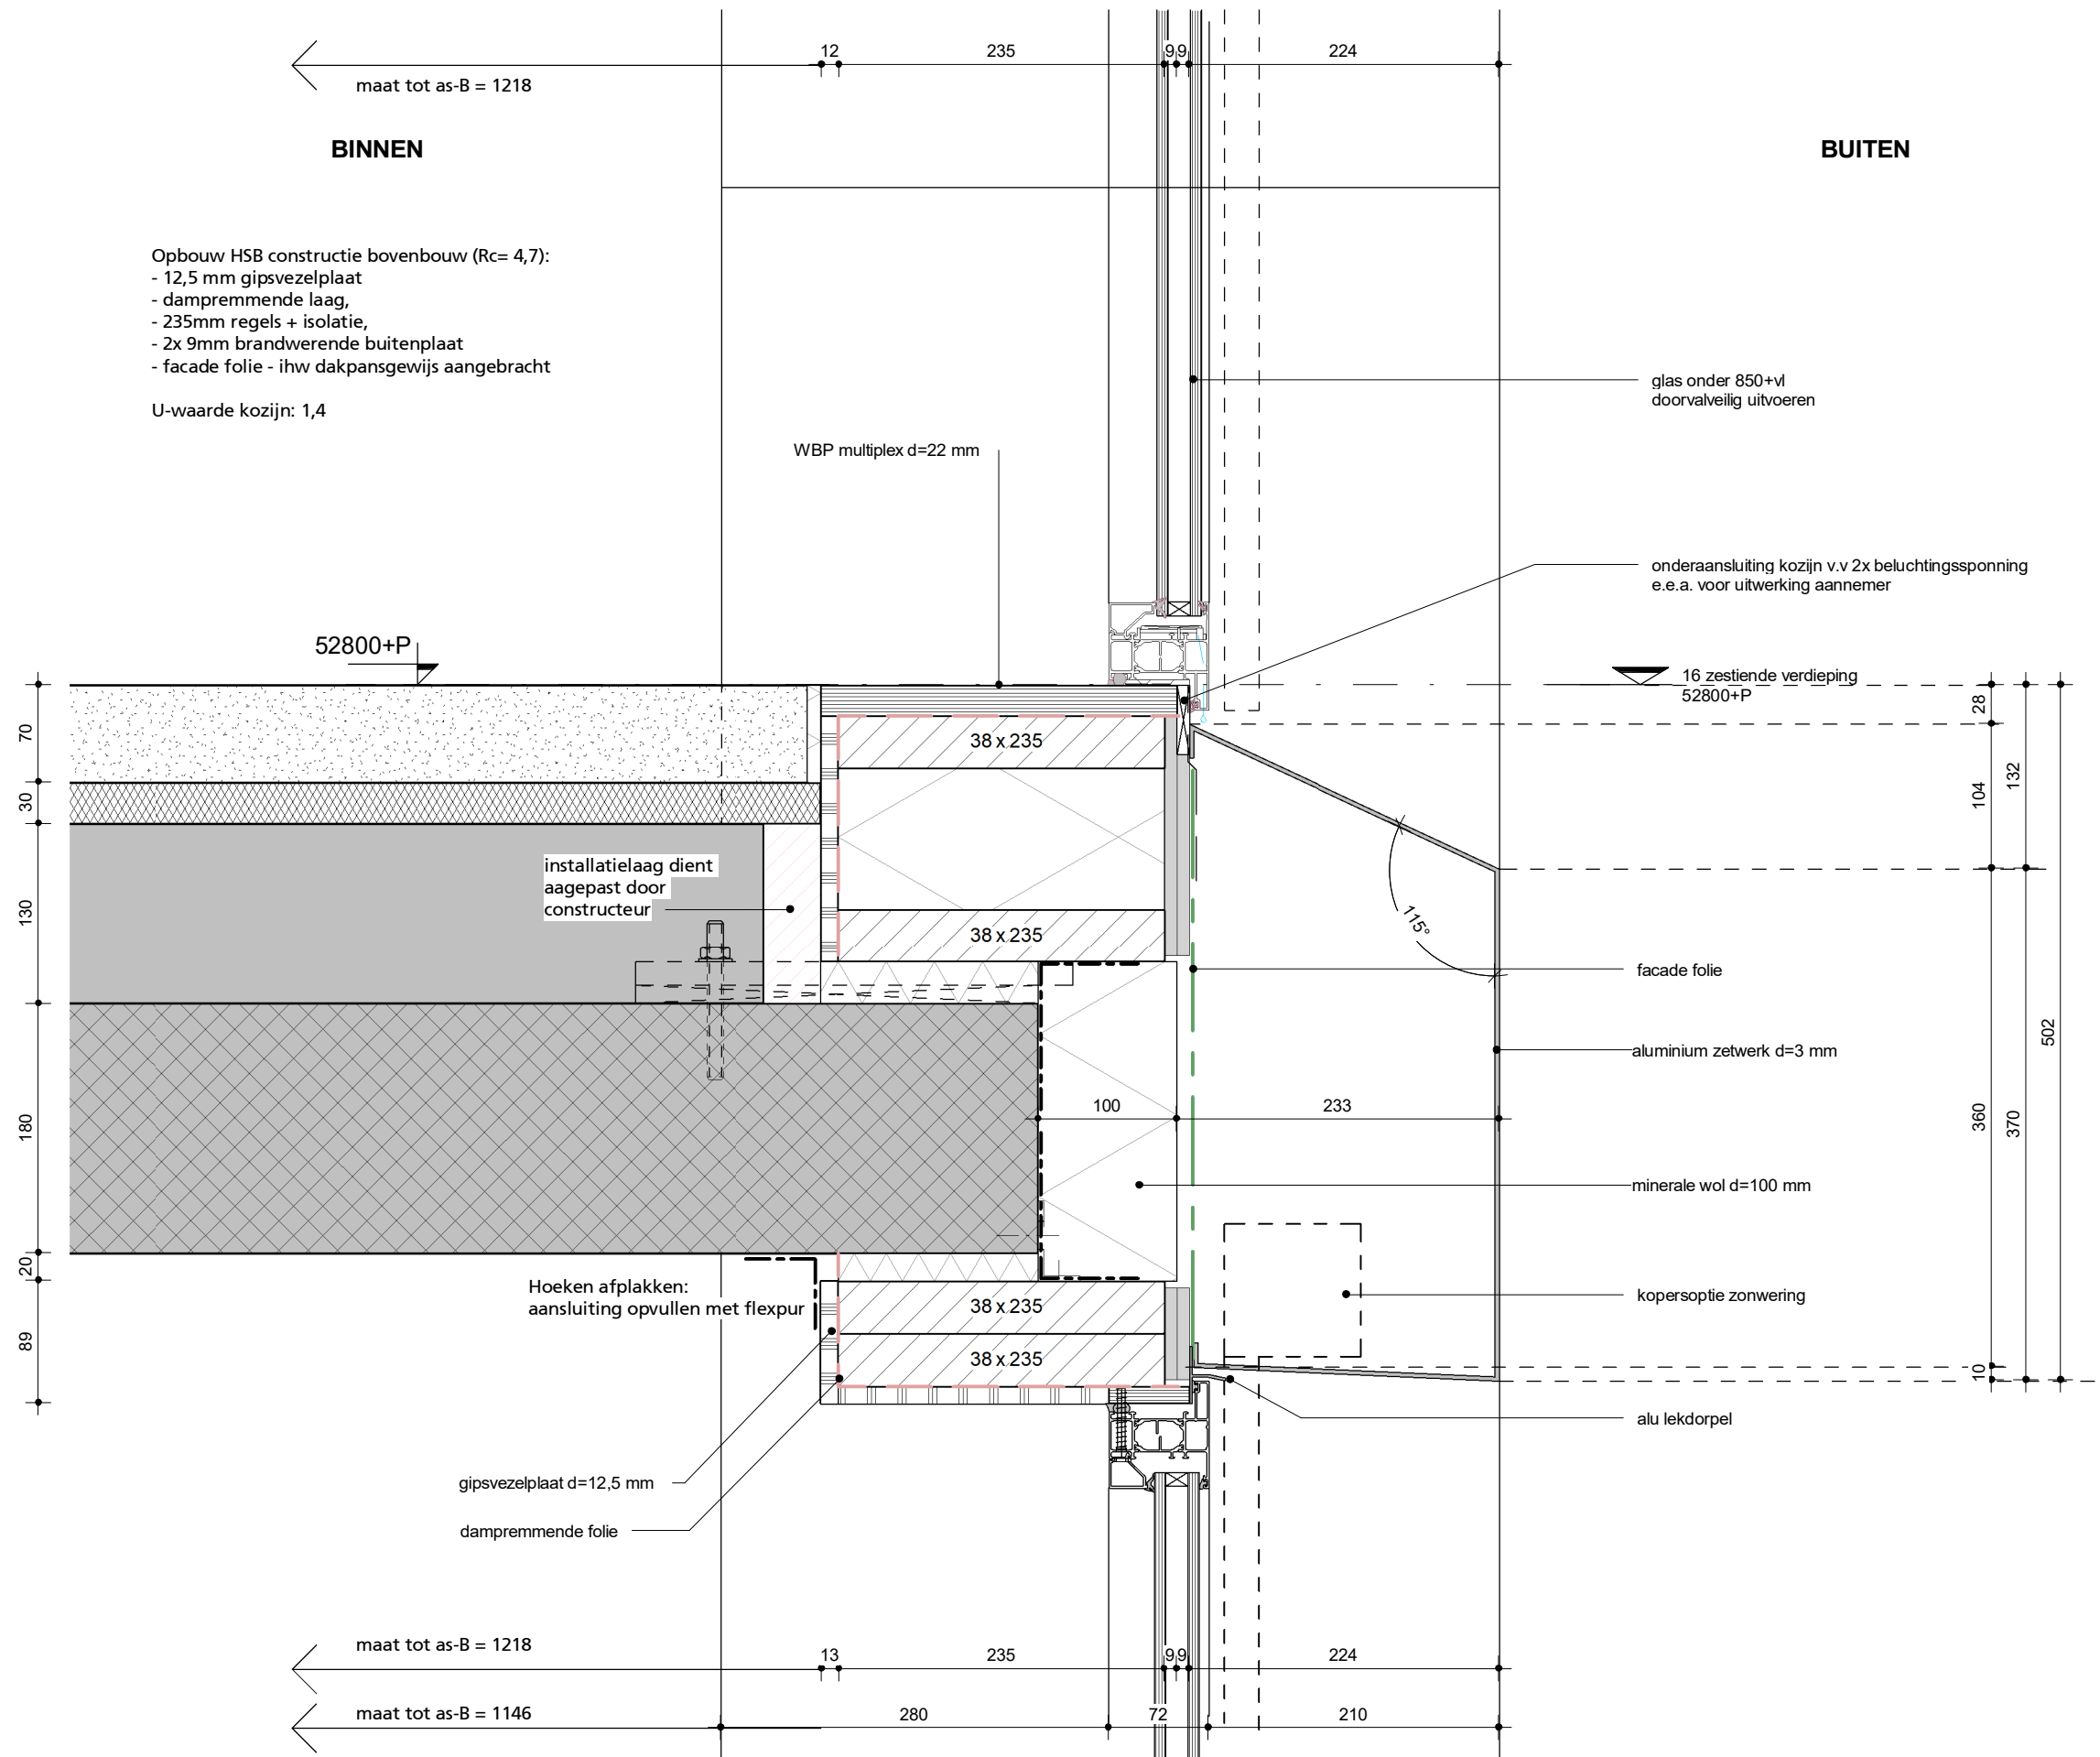 12
235
9
9
224
maat tot as-B = 1218
BINNEN
BUITEN
Opbouw HSB constructie bovenbouw (Rc= 4,7):
- 12,5 mm gipsvezelplaat
- dampremmende laag,
- 235mm regels + isolatie,
- 2x 9mm brandwerende buitenplaat
- facade folie - ihw dakpansgewijs aangebracht
U-waarde kozijn: 1,4
glas onder 850+vl
doorvalveilig uitvoeren
WBP multiplex d=22 mm
onderaansluiting kozijn v.v 2x beluchtingssponning
e.e.a. voor uitwerking aannemer
52800+P
16 zestiende verdieping
52800+P
70
30
130
180
20
89
38 x 235
installatielaag dient
aagepast door
constructeur
38 x 235
115°
28
104
132
360
370
502
10
facade folie
aluminium zetwerk d=3 mm
100
233
minerale wol d=100 mm
Hoeken afplakken:
aansluiting opvullen met flexpur
38 x 235
38 x 235
kopersoptie zonwering
alu lekdorpel
gipsvezelplaat d=12,5 mm
dampremmende folie
maat tot as-B = 1218
13
235
9
9
224
maat tot as-B = 1146
280
72
210